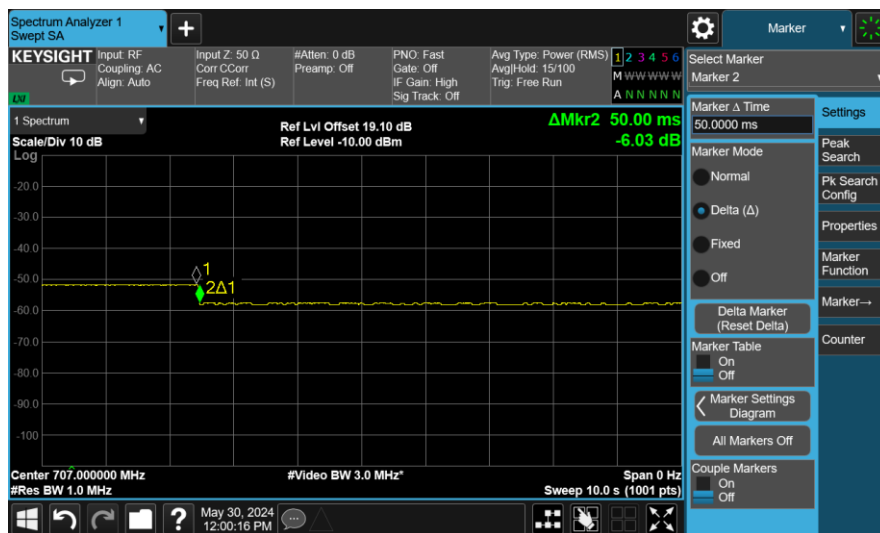 Spectrum Analyzer 1
Swept SA
Marker
KEYSIGHT
Input: RF
Coupling: AC
Align: Auto
Input Z: 50 Ω
Corr CCorr
Freq Ref: Int (S)
#Atten: 0 dB
Preamp: Off
PNO: Fast
Gate: Off
IF Gain: High
Sig Track: Off
Avg Type: Power (RMS)
Avg|Hold: 15/100
Trig: Free Run
1 2 3 4 5 6
M W W W W W
A N N N N N
LXI
Select Marker
Marker 2
1 Spectrum
Scale/Div 10 dB
Log
Ref Lvl Offset 19.10 dB
Ref Level -10.00 dBm
ΔMkr2 50.00 ms
-6.03 dB
-20.0
-30.0
-40.0
-50.0
-60.0
-70.0
-80.0
-90.0
-100
1
2Δ1
Center 707.000000 MHz
#Res BW 1.0 MHz
#Video BW 3.0 MHz*
Span 0 Hz
Sweep 10.0 s (1001 pts)
Marker Δ Time
50.0000 ms
Marker Mode
Normal
Delta (Δ)
Fixed
Off
Delta Marker
(Reset Delta)
Marker Table
On
Off
Marker Settings
Diagram
All Markers Off
Couple Markers
On
Off
Settings
Peak
Search
Pk Search
Config
Properties
Marker
Function
Marker→
Counter
?
May 30, 2024
12:00:16 PM